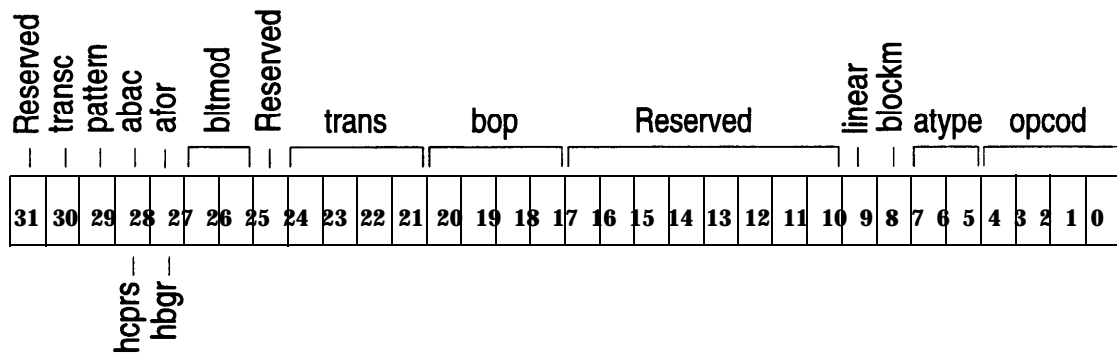 Reserved
transc
pattern
abac
afor
bltmod
Reserved
trans
bop
Reserved
linear
blockm
atype
opcod
31 30 29 28 27 26 25 24 23 22 21 20 19 18 17 16 15 14 13 12 11 10 9 8 7 6 5 4 3 2 1 0
hcprs
hbgr